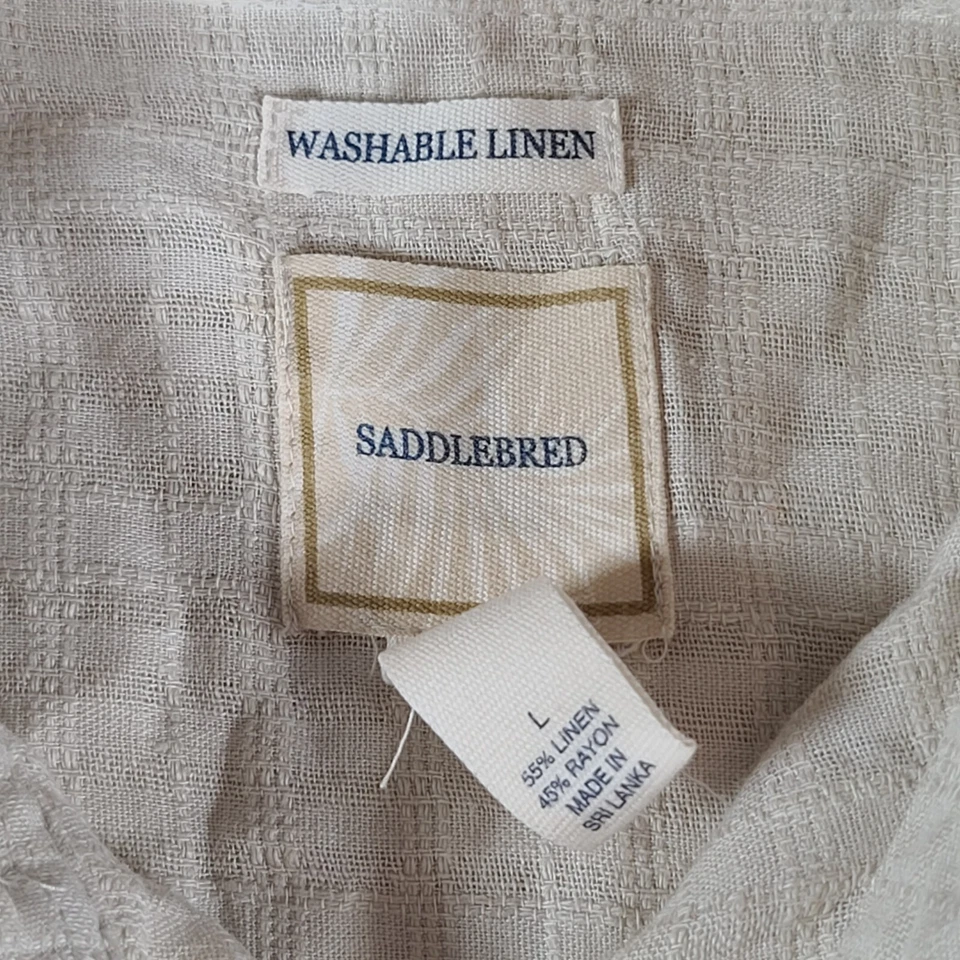 WASHABLE LINEN
SADDLEBRED
L
55% LINEN
45% RAYON
MADE IN
SRI LANKA